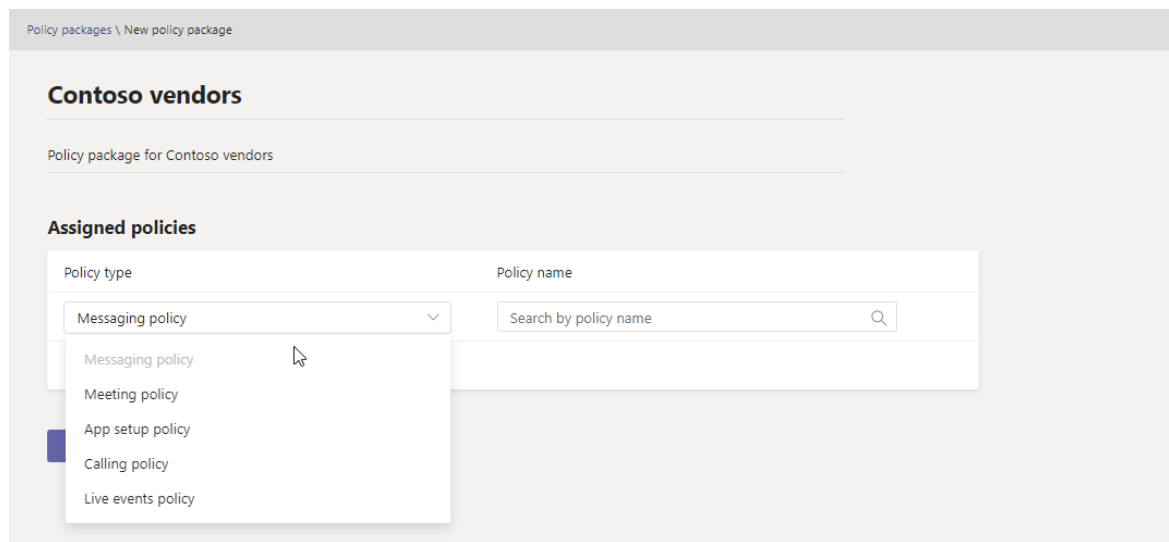 Policy packages \ New policy package
Contoso vendors
Policy package for Contoso vendors
Assigned policies
Policy type Policy name
Messaging policy Search by policy name
Messaging policy
Meeting policy
App setup policy
Calling policy
Live events policy